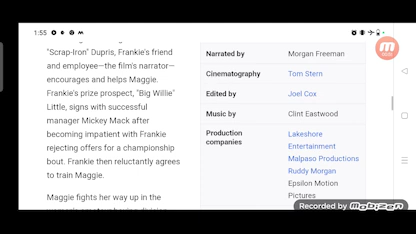 1:55
"Scrap-Iron" Dupris, Frankie's friend
and employee—the film's narrator—
encourages and helps Maggie.
Frankie's prize prospect, "Big Willie"
Little, signs with successful
manager Mickey Mack after
becoming impatient with Frankie
rejecting offers for a championship
bout. Frankie then reluctantly agrees
to train Maggie.
Maggie fights her way up in the
Narrated by Morgan Freeman
Cinematography Tom Stern
Edited by Joel Cox
Music by Clint Eastwood
Production Lakeshore
companies Entertainment
Malpaso Productions
Ruddy Morgan
Epsilon Motion
Pictures
Recorded by Mobizen